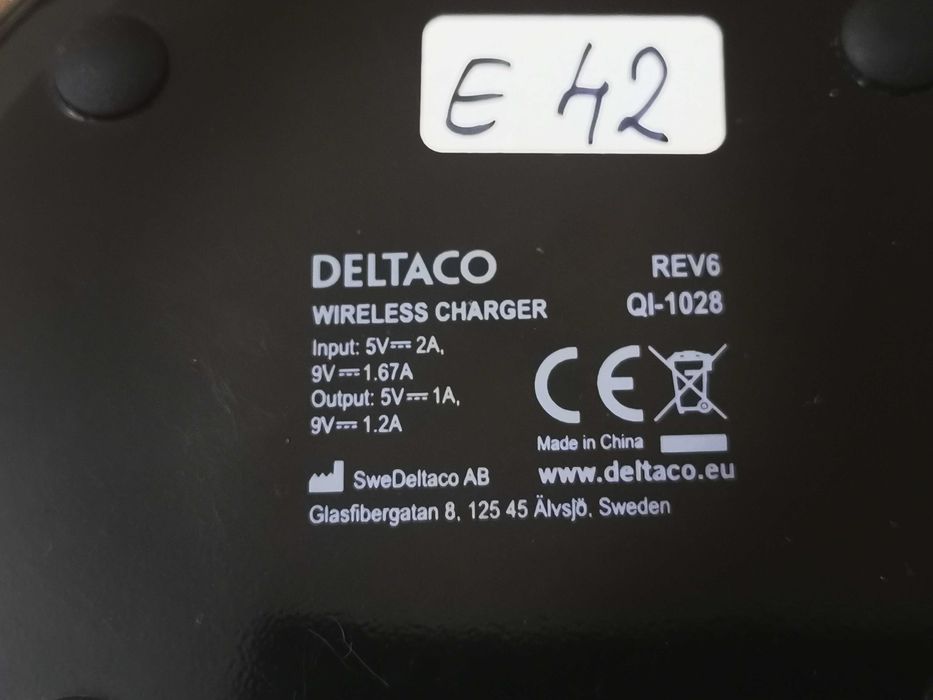 E 42
DELTACO REV6
WIRELESS CHARGER QI-1028
Input: 5V⎓ 2A,
9V⎓1.67A
Output: 5V⎓1A,
9V⎓ 1.2A
CE
Made in China
SweDeltaco AB www.deltaco.eu
Glasfibergatan 8, 125 45 Älvsjö, Sweden